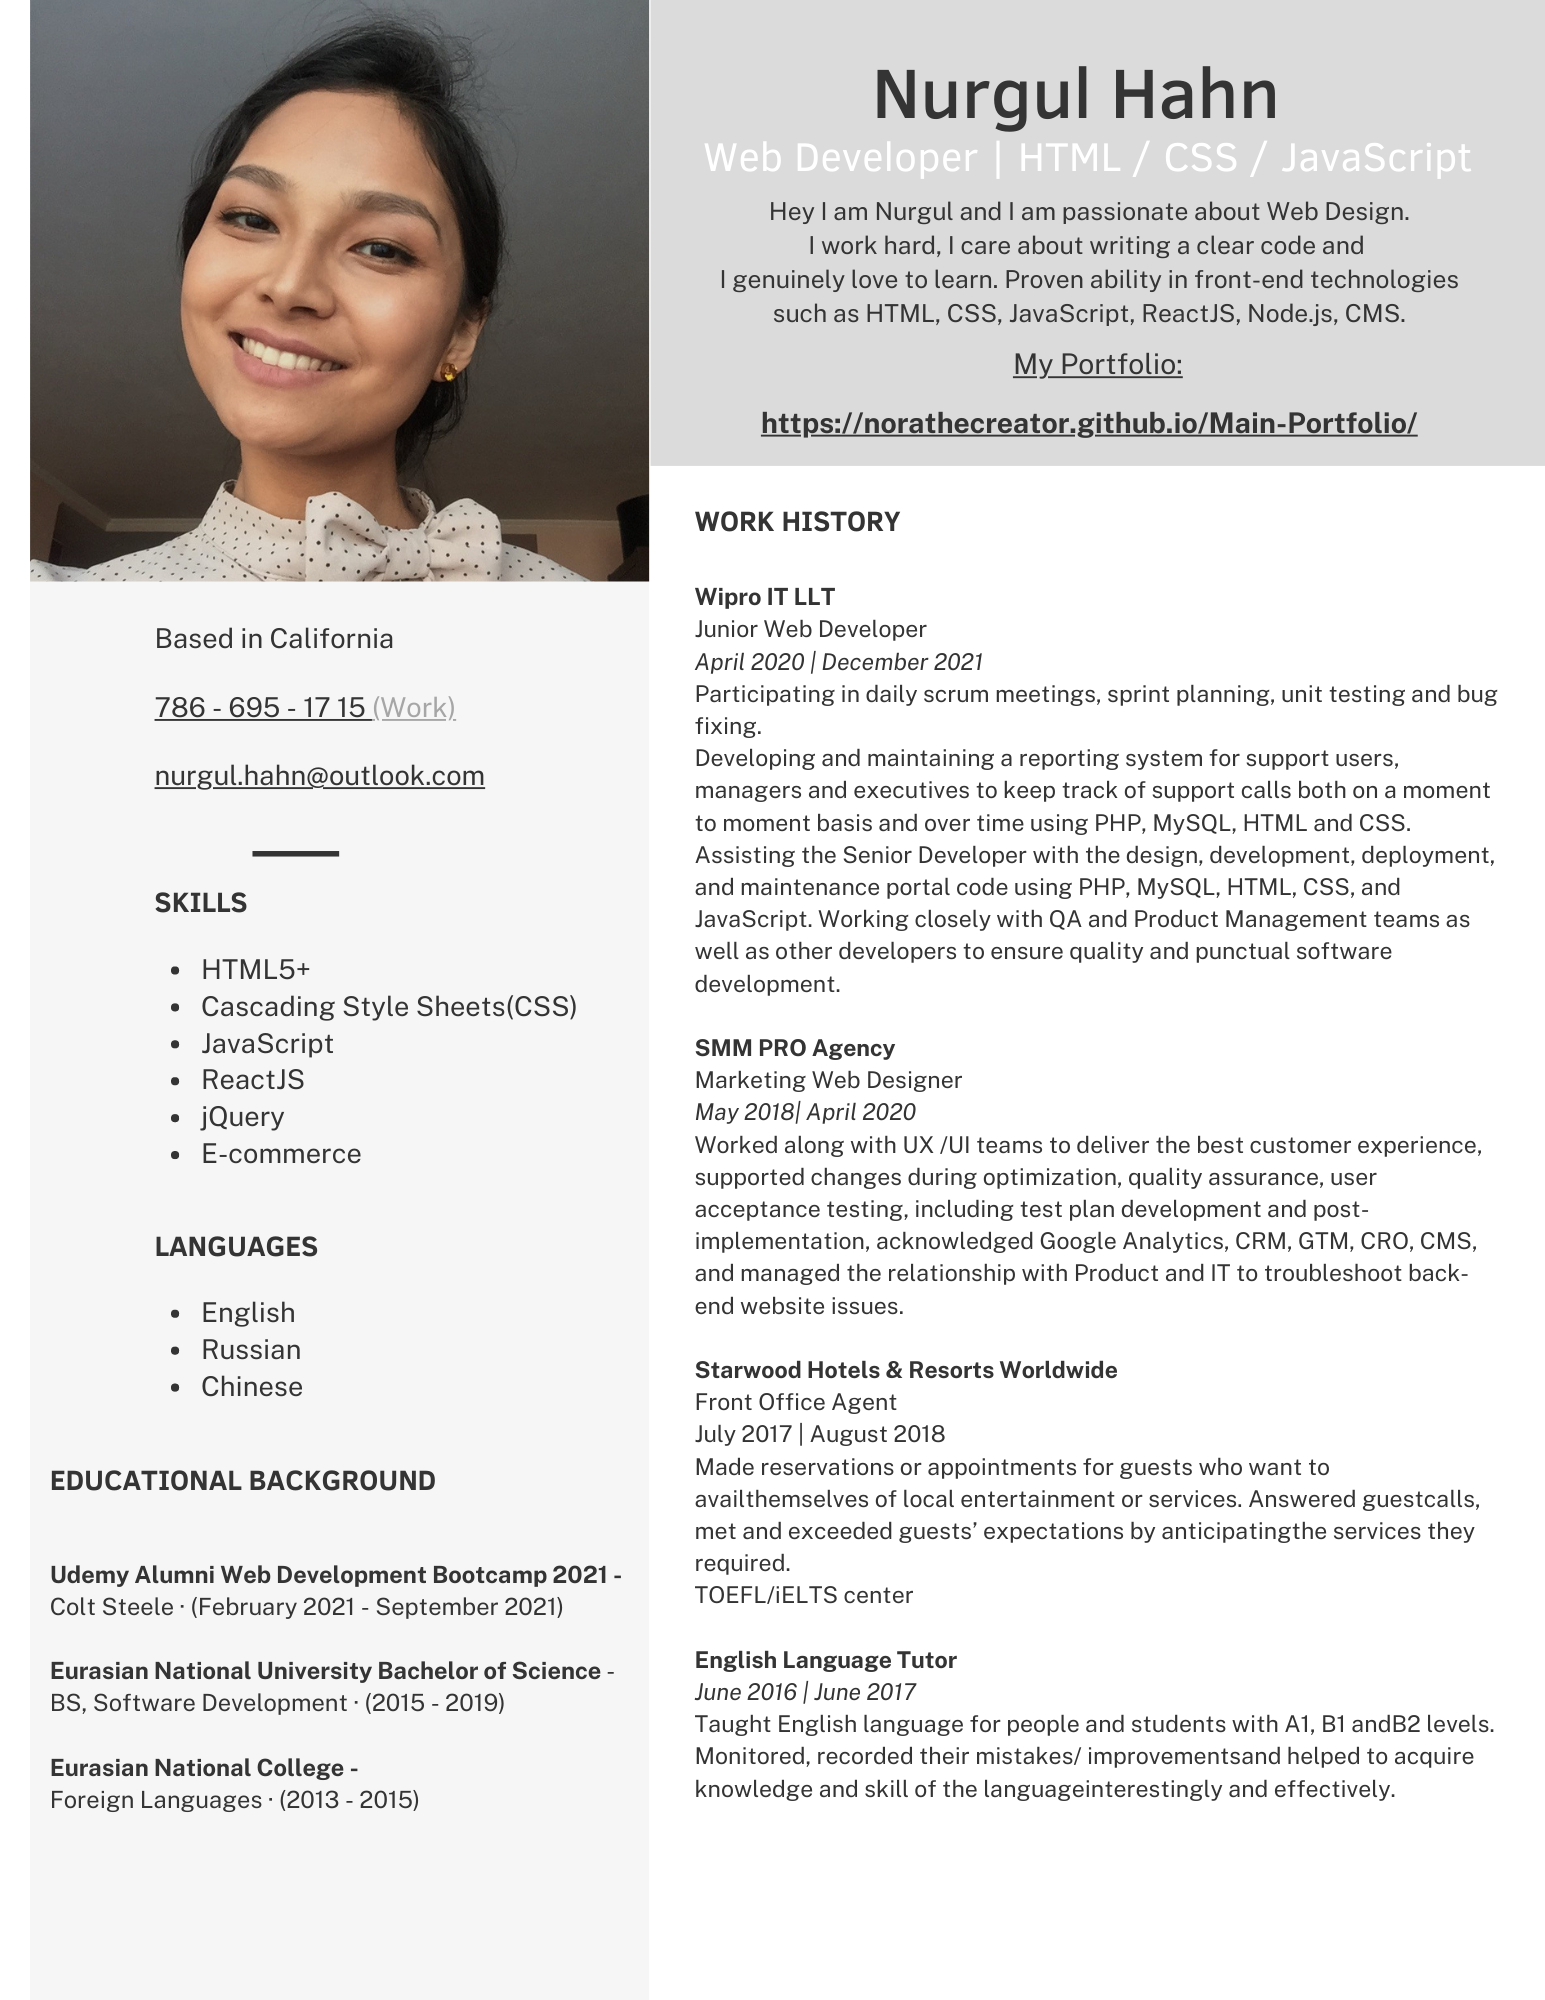 Nurgul Hahn
Web Developer | HTML / CSS / JavaScript
Hey I am Nurgul and I am passionate about Web Design.
I work hard, I care about writing a clear code and
I genuinely love to learn. Proven ability in front-end technologies
such as HTML, CSS, JavaScript, ReactJS, Node.js, CMS.
My Portfolio:
https://norathecreator.github.io/Main-Portfolio/
Based in California
786 - 695 - 17 15 (Work)
nurgul.hahn@outlook.com
SKILLS
• HTML5+
• Cascading Style Sheets(CSS)
• JavaScript
• ReactJS
• jQuery
• E-commerce
LANGUAGES
• English
• Russian
• Chinese
EDUCATIONAL BACKGROUND
Udemy Alumni Web Development Bootcamp 2021 -
Colt Steele · (February 2021 - September 2021)
Eurasian National University Bachelor of Science -
BS, Software Development · (2015 - 2019)
Eurasian National College -
Foreign Languages · (2013 - 2015)
WORK HISTORY
Wipro IT LLT
Junior Web Developer
April 2020 | December 2021
Participating in daily scrum meetings, sprint planning, unit testing and bug
fixing.
Developing and maintaining a reporting system for support users,
managers and executives to keep track of support calls both on a moment
to moment basis and over time using PHP, MySQL, HTML and CSS.
Assisting the Senior Developer with the design, development, deployment,
and maintenance portal code using PHP, MySQL, HTML, CSS, and
JavaScript. Working closely with QA and Product Management teams as
well as other developers to ensure quality and punctual software
development.
SMM PRO Agency
Marketing Web Designer
May 2018| April 2020
Worked along with UX /UI teams to deliver the best customer experience,
supported changes during optimization, quality assurance, user
acceptance testing, including test plan development and post-
implementation, acknowledged Google Analytics, CRM, GTM, CRO, CMS,
and managed the relationship with Product and IT to troubleshoot back-
end website issues.
Starwood Hotels & Resorts Worldwide
Front Office Agent
July 2017 | August 2018
Made reservations or appointments for guests who want to
availthemselves of local entertainment or services. Answered guestcalls,
met and exceeded guests’ expectations by anticipatingthe services they
required.
TOEFL/iELTS center
English Language Tutor
June 2016 | June 2017
Taught English language for people and students with A1, B1 andB2 levels.
Monitored, recorded their mistakes/ improvementsand helped to acquire
knowledge and skill of the languageinterestingly and effectively.